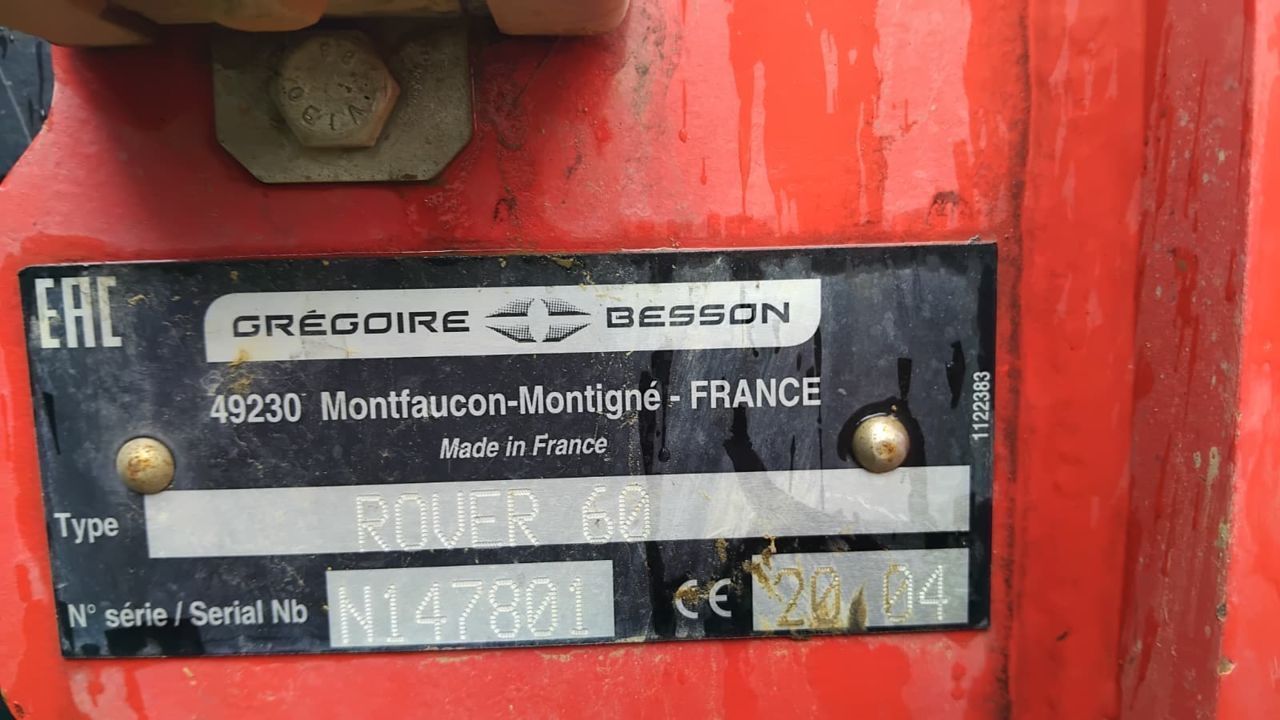 EAC
GRÉGOIRE BESSON
49230 Montfaucon-Montigné - FRANCE
Made in France
1122383
Type ROVER 60
N° série / Serial Nb N147801 CE 20 04